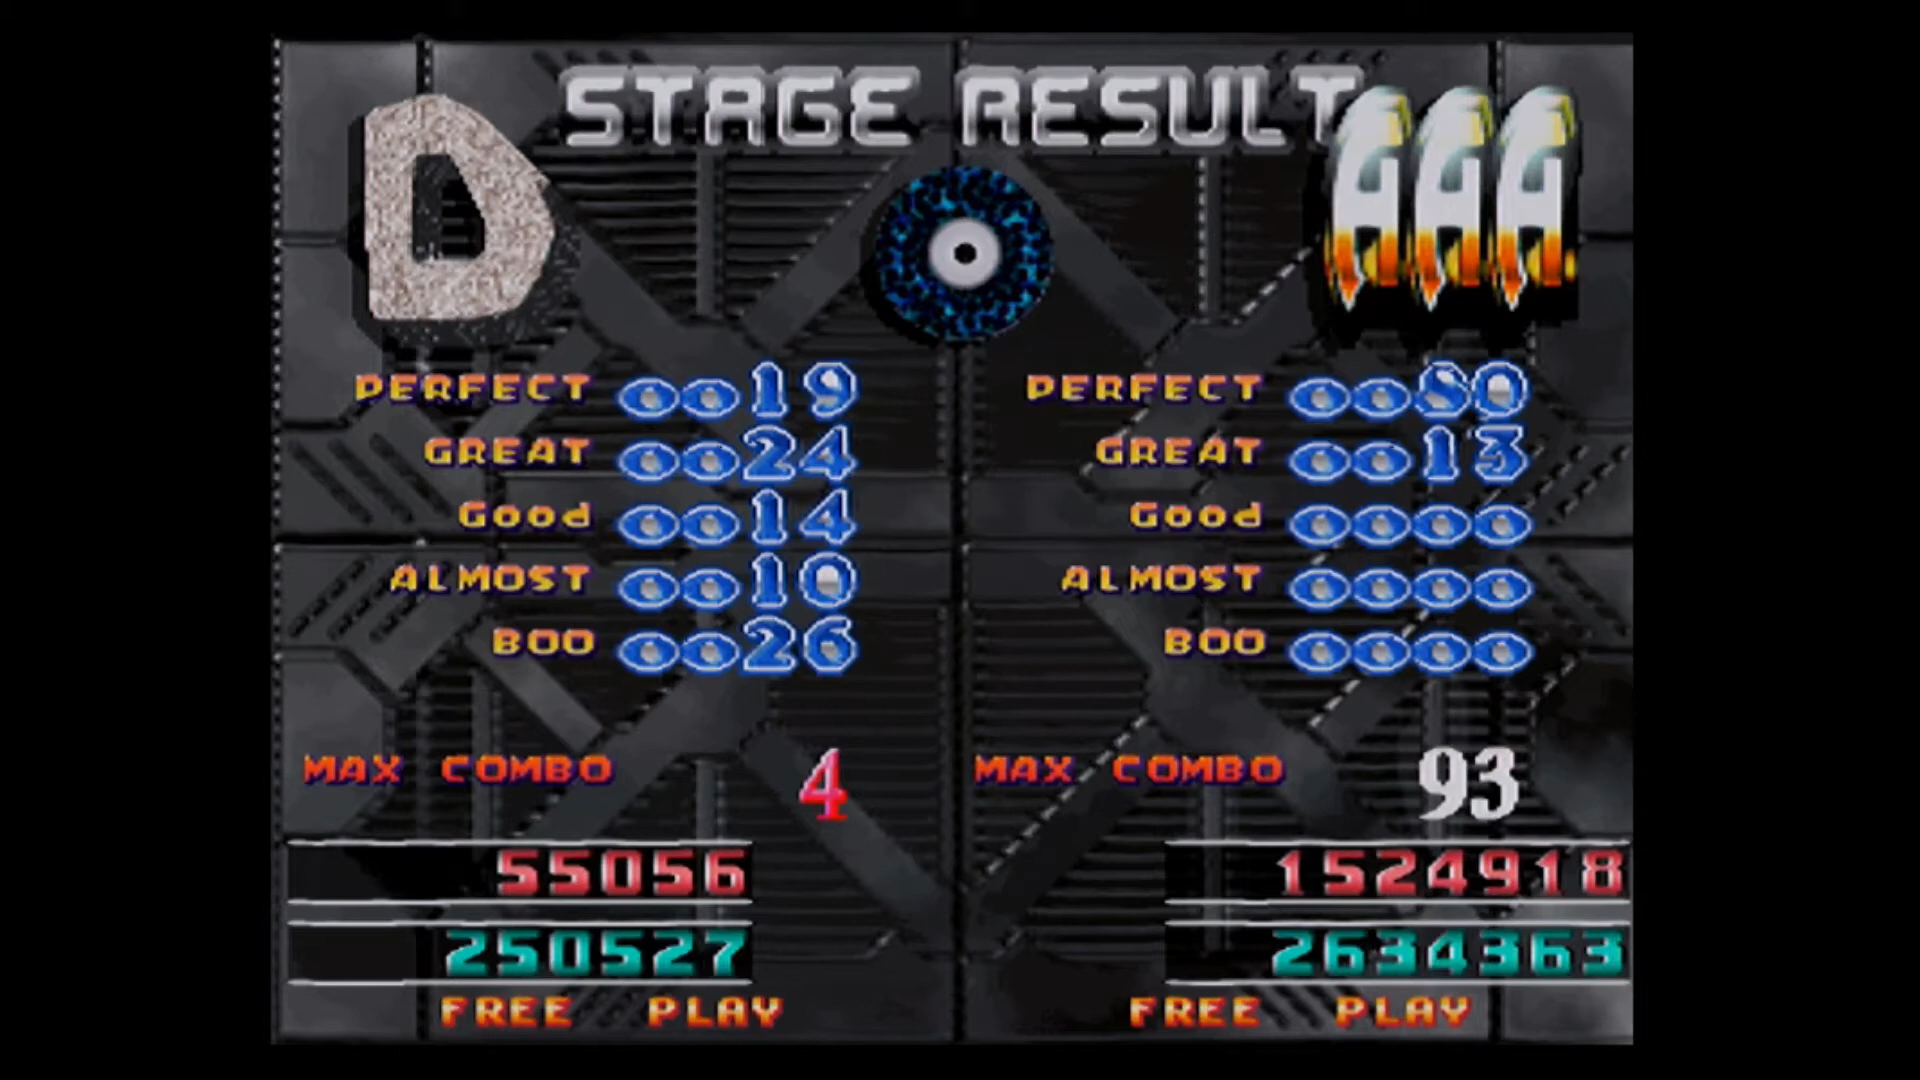 STAGE RESULT
D AAA
PERFECT 0019 PERFECT 0080
GREAT 0024 GREAT 0013
Good 0014 Good 0000
ALMOST 0010 ALMOST 0000
BOO 0026 BOO 0000
MAX COMBO 4 MAX COMBO 93
55056 1524918
250527 2634363
FREE PLAY FREE PLAY